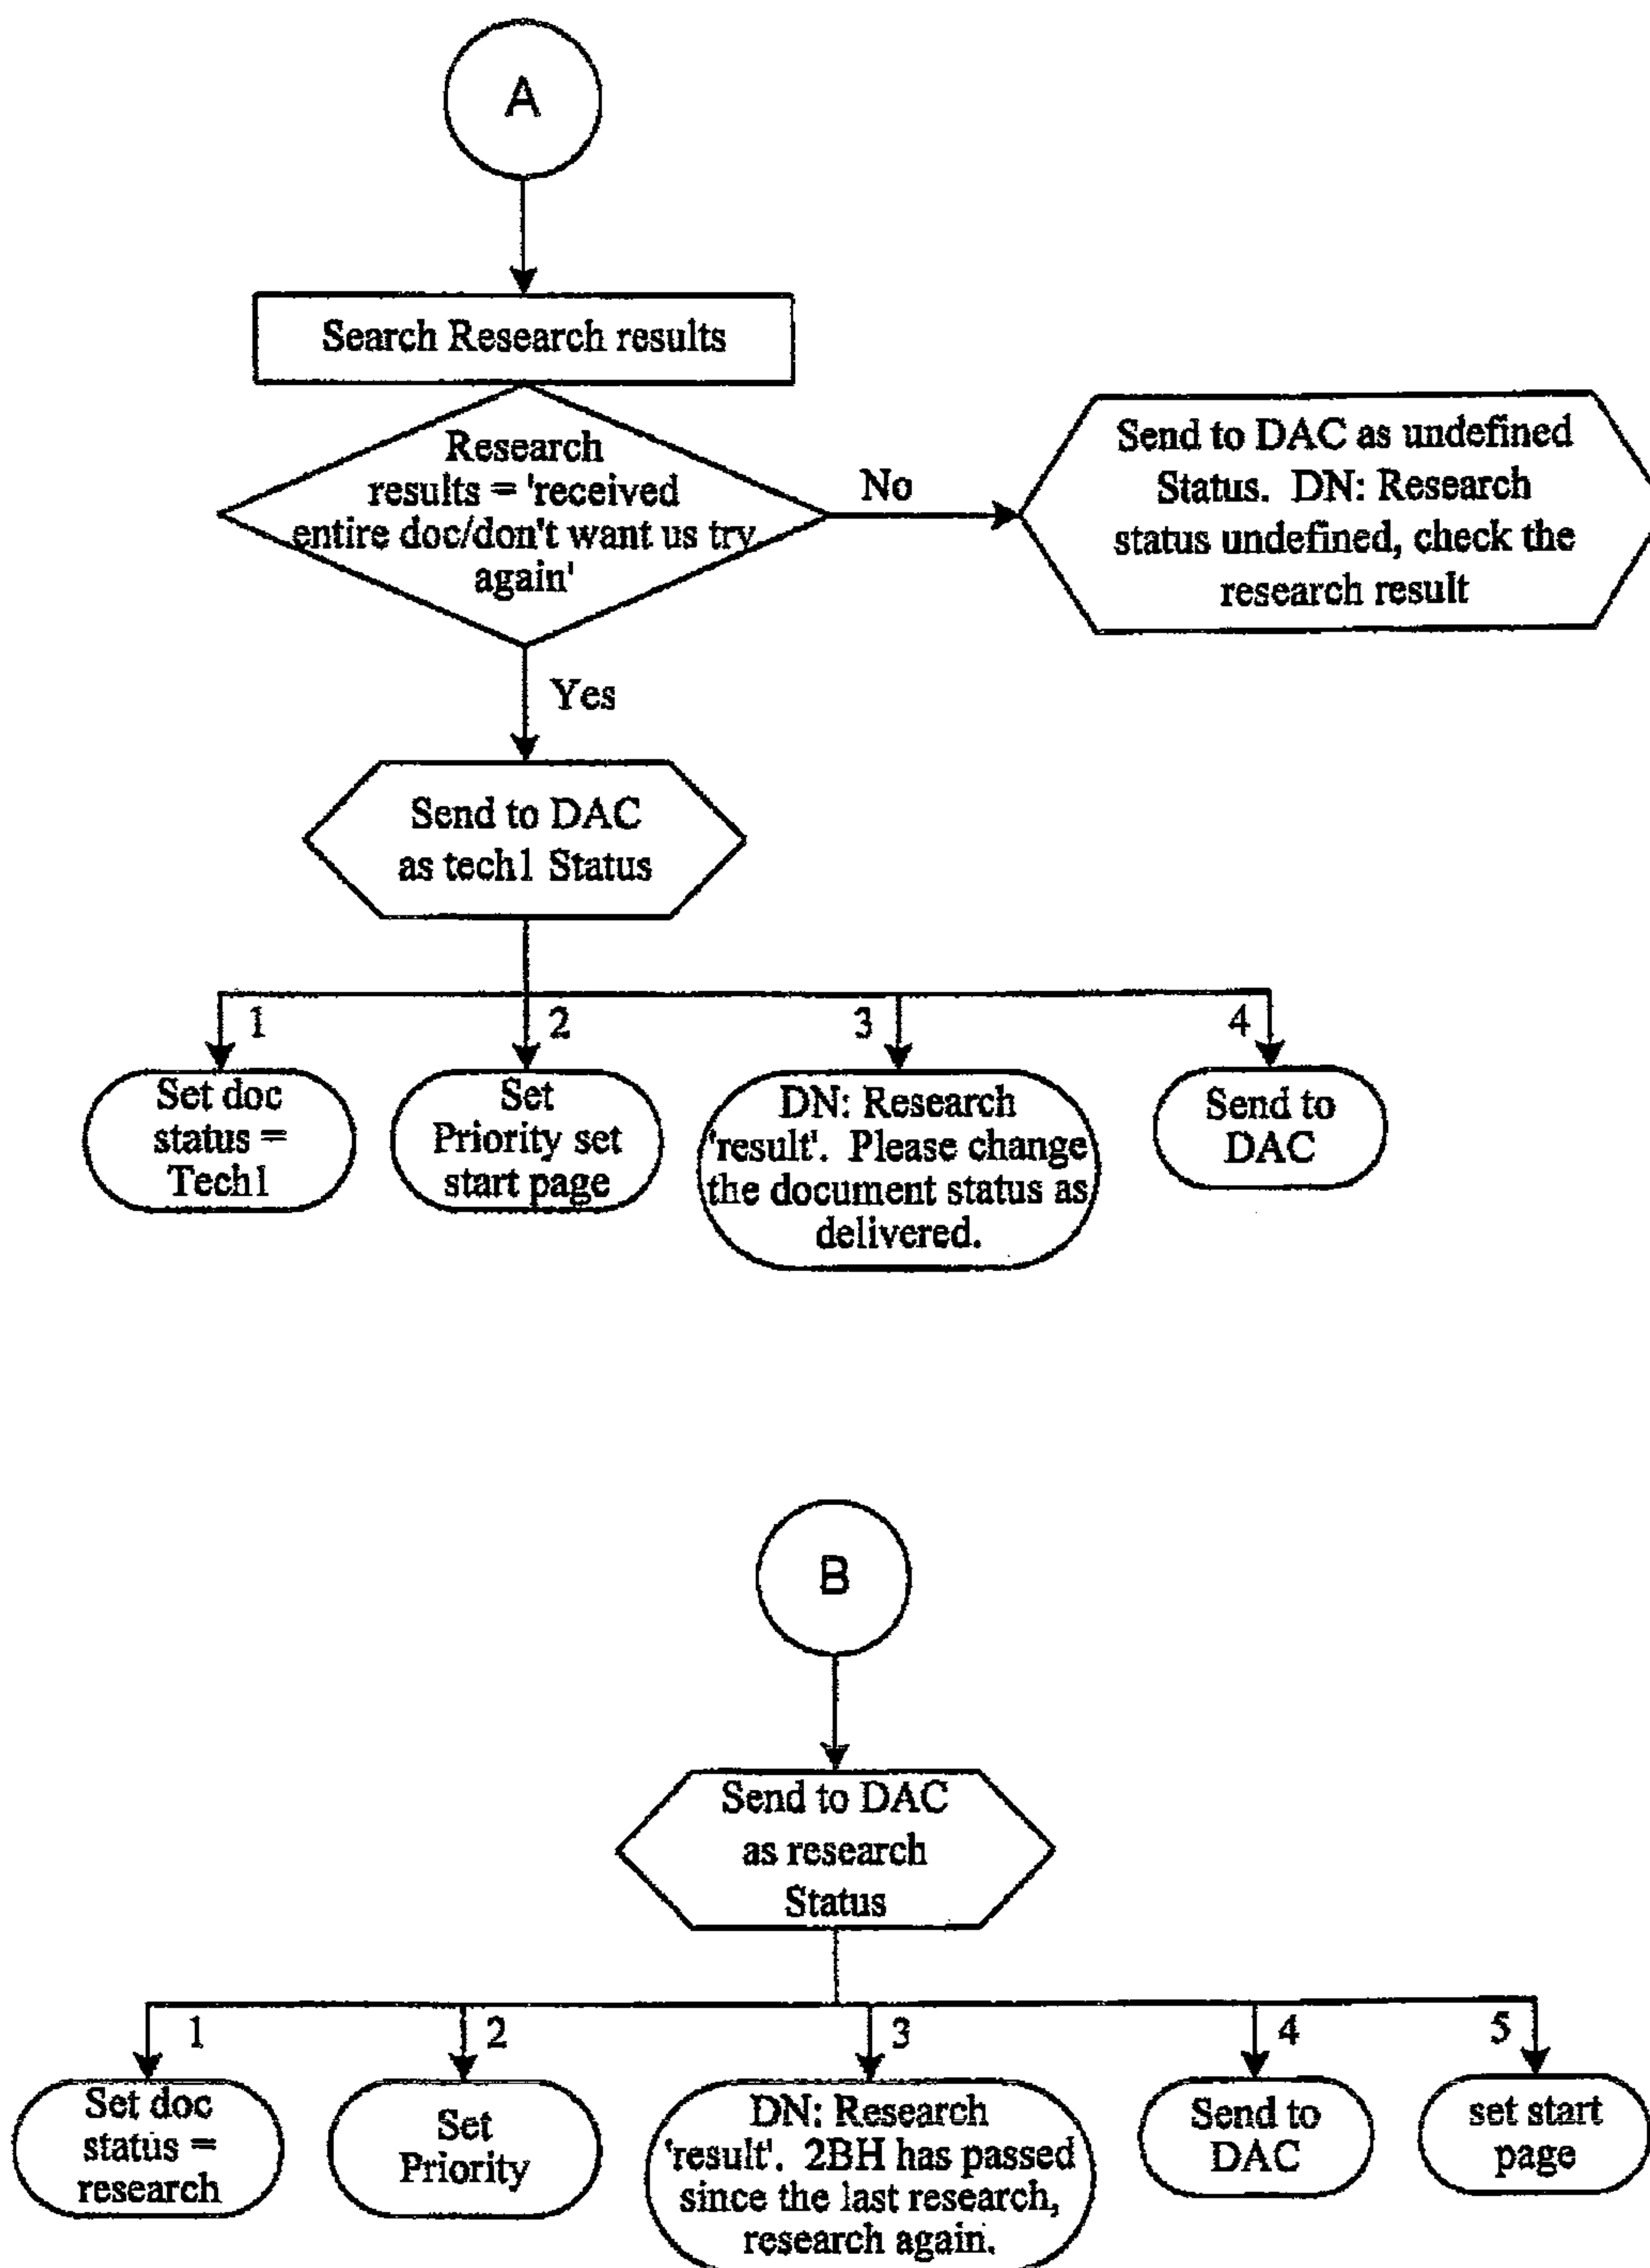 A
Search Research results
Research
results = 'received
entire doc/don't want us try
again'
No
Send to DAC as undefined
Status.  DN: Research
status undefined, check the
research result
Yes
Send to DAC
as tech1 Status
1
2
3
4
Set doc
status =
Tech1
Set
Priority set
start page
DN: Research
'result'.  Please change
the document status as
delivered.
Send to
DAC
B
Send to DAC
as research
Status
1
2
3
4
5
Set doc
status =
research
Set
Priority
DN: Research
'result'.  2BH has passed
since the last research,
research again.
Send to
DAC
set start
page